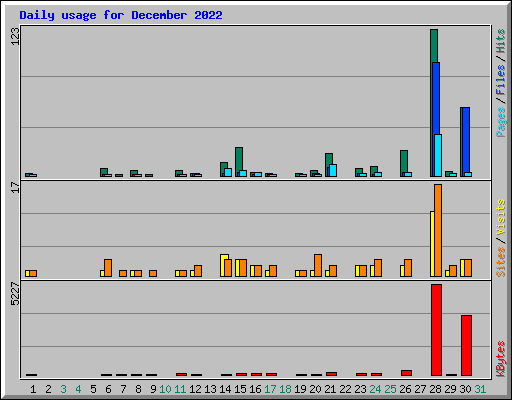 Daily usage for December 2022
123
Pages / Files / Hits
17
Sites / Visits
5227
KBytes
1 2 3 4 5 6 7 8 9 10 11 12 13 14 15 16 17 18 19 20 21 22 23 24 25 26 27 28 29 30 31